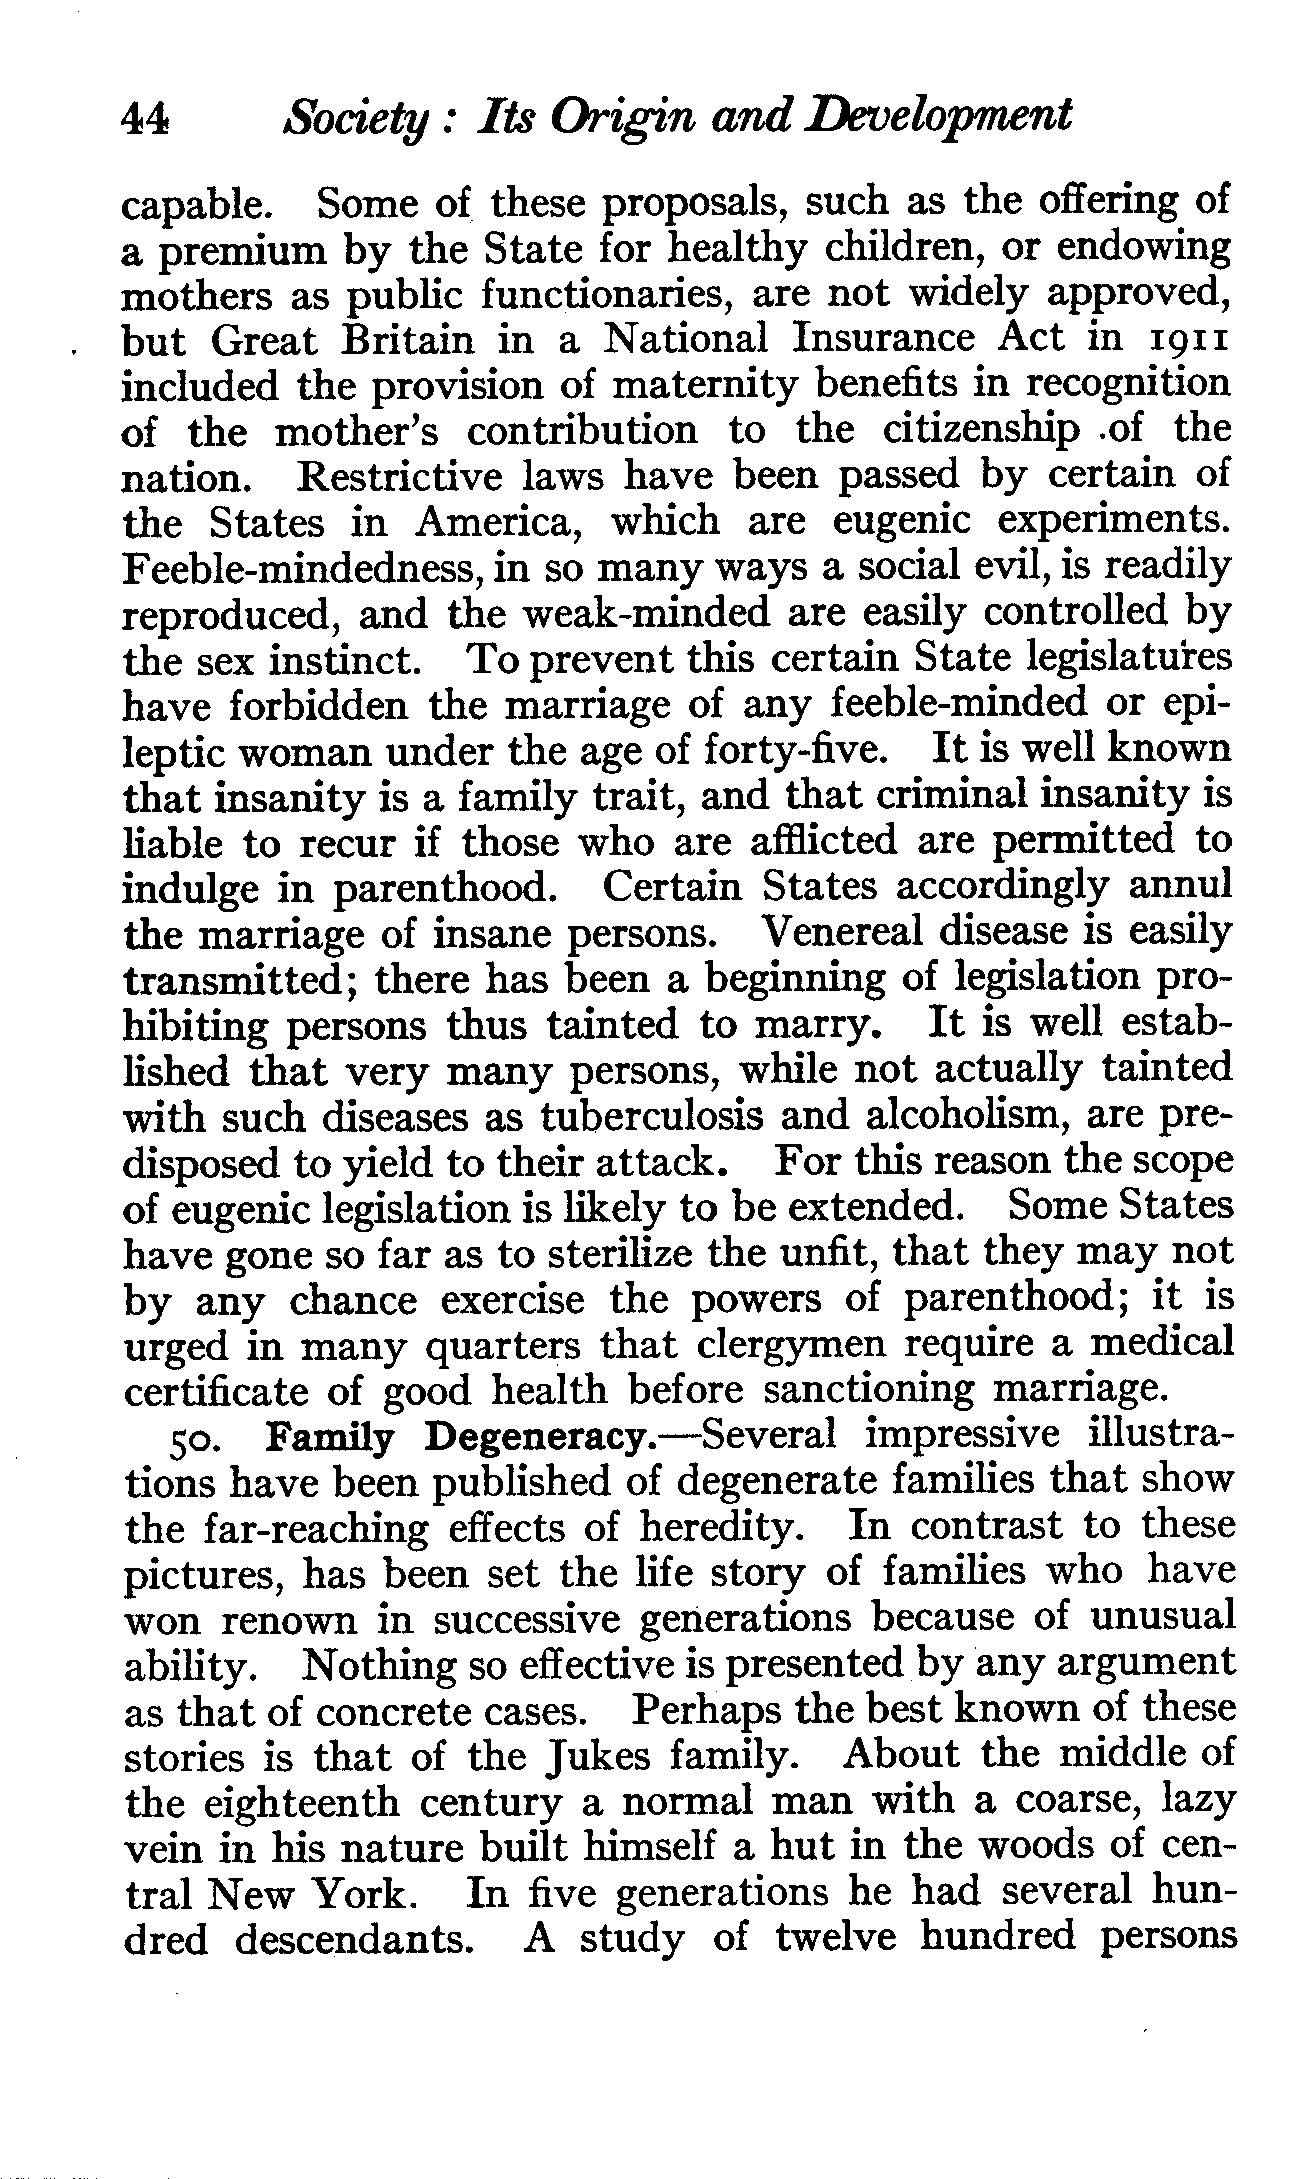 44 Society : Its Origin and Development
capable. Some of these proposals, such as the offering of
a premium by the State for healthy children, or endowing
mothers as public functionaries, are not widely approved,
but Great Britain in a National Insurance Act in 1911
included the provision of maternity benefits in recognition
of the mother's contribution to the citizenship .of the
nation. Restrictive laws have been passed by certain of
the States in America, which are eugenic experiments.
Feeble-mindedness, in so many ways a social evil, is readily
reproduced, and the weak-minded are easily controlled by
the sex instinct. To prevent this certain State legislatures
have forbidden the marriage of any feeble-minded or epi-
leptic woman under the age of forty-five. It is well known
that insanity is a family trait, and that criminal insanity is
liable to recur if those who are afflicted are permitted to
indulge in parenthood. Certain States accordingly annul
the marriage of insane persons. Venereal disease is easily
transmitted; there has been a beginning of legislation pro-
hibiting persons thus tainted to marry. It is well estab-
lished that very many persons, while not actually tainted
with such diseases as tuberculosis and alcoholism, are pre-
disposed to yield to their attack. For this reason the scope
of eugenic legislation is likely to be extended. Some States
have gone so far as to sterilize the unfit, that they may not
by any chance exercise the powers of parenthood; it is
urged in many quarters that clergymen require a medical
certificate of good health before sanctioning marriage.
50. Family Degeneracy.—Several impressive illustra-
tions have been published of degenerate families that show
the far-reaching effects of heredity. In contrast to these
pictures, has been set the life story of families who have
won renown in successive generations because of unusual
ability. Nothing so effective is presented by any argument
as that of concrete cases. Perhaps the best known of these
stories is that of the Jukes family. About the middle of
the eighteenth century a normal man with a coarse, lazy
vein in his nature built himself a hut in the woods of cen-
tral New York. In five generations he had several hun-
dred descendants. A study of twelve hundred persons